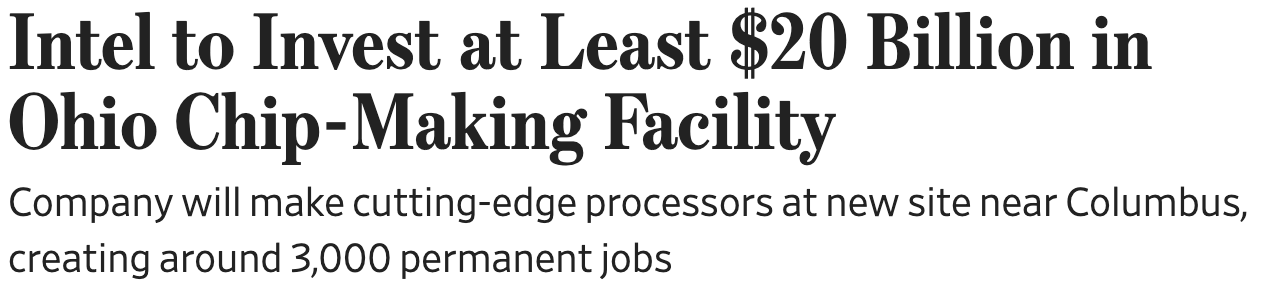 Intel to Invest at Least $20 Billion in
Ohio Chip-Making Facility
Company will make cutting-edge processors at new site near Columbus,
creating around 3,000 permanent jobs